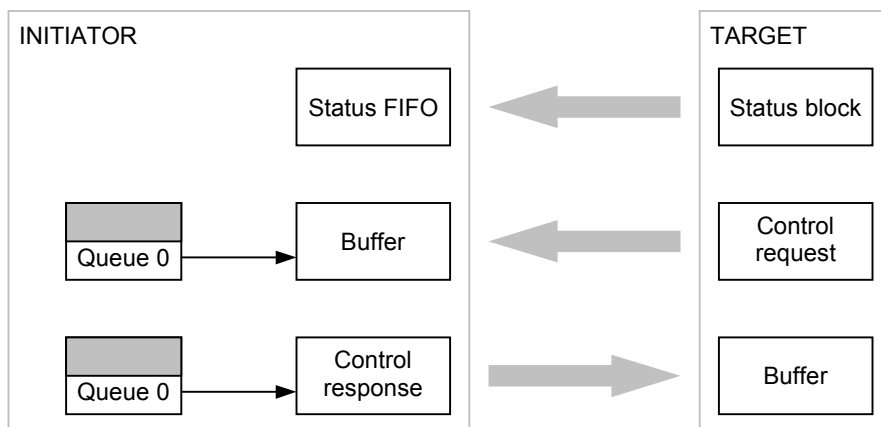 INITIATOR
TARGET
Status FIFO
Status block
Queue 0
Buffer
Control
request
Queue 0
Control
response
Buffer